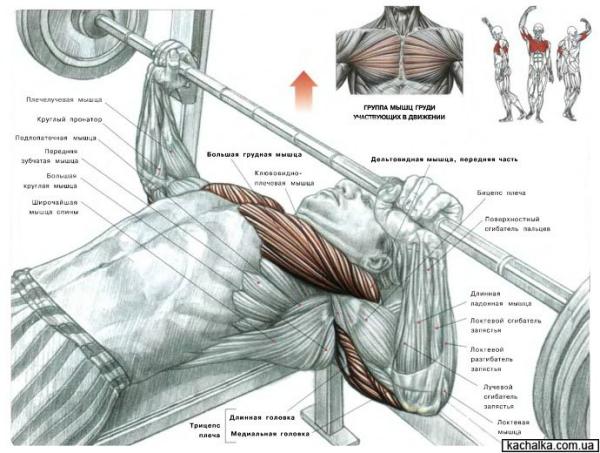 ГРУППА МЫШЦ ГРУДИ
УЧАСТВУЮЩИХ В ДВИЖЕНИИ
Плечелучевая мышца
Круглый пронатор
Подлопаточная мышца
Передняя
зубчатая мышца
Большая
круглая мышца
Широчайшая
мышца спины
Большая грудная мышца
Клювовидно-
плечевая мышца
Дельтовидная мышца, передняя часть
Бицепс плеча
Поверхностный
сгибатель пальцев
Длинная
ладонная мышца
Локтевой сгибатель
запястья
Локтевой
разгибатель
запястья
Лучевой
сгибатель
запястья
Локтевая
мышца
Трицепс
плеча
Длинная головка
Медиальная головка
kachalka.com.ua